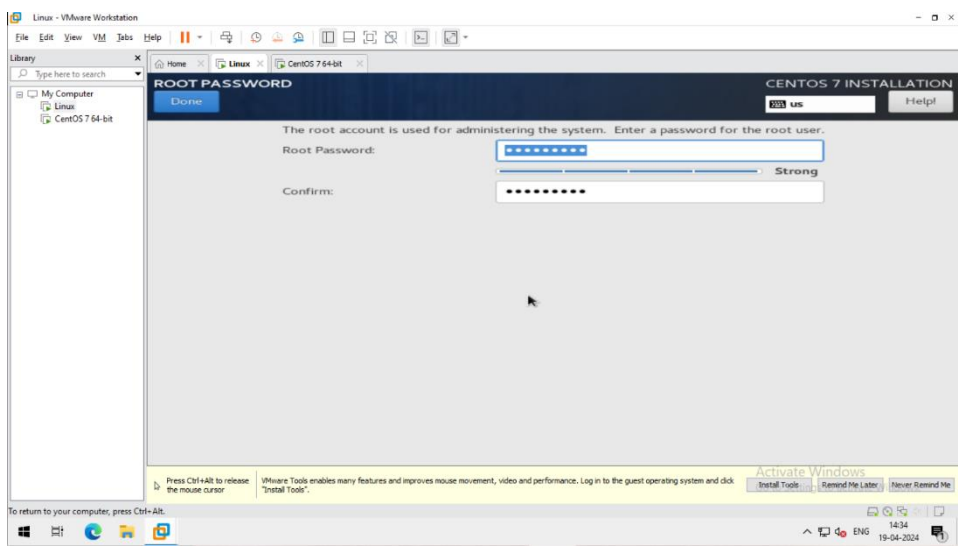 Linux - VMware Workstation
File Edit View VM Tabs Help
Library
Type here to search
My Computer
Linux
CentOS 7 64-bit
Home Linux CentOS 7 64-bit
ROOT PASSWORD
Done
CENTOS 7 INSTALLATION
us
Help!
The root account is used for administering the system. Enter a password for the root user.
Root Password:
Strong
Confirm:
Activate Windows
Press Ctrl+Alt to release
the mouse cursor
VMware Tools enables many features and improves mouse movement, video and performance. Log in to the guest operating system and click
"Install Tools".
Install Tools Remind Me Later Never Remind Me
To return to your computer, press Ctrl+Alt.
ENG
14:34
19-04-2024